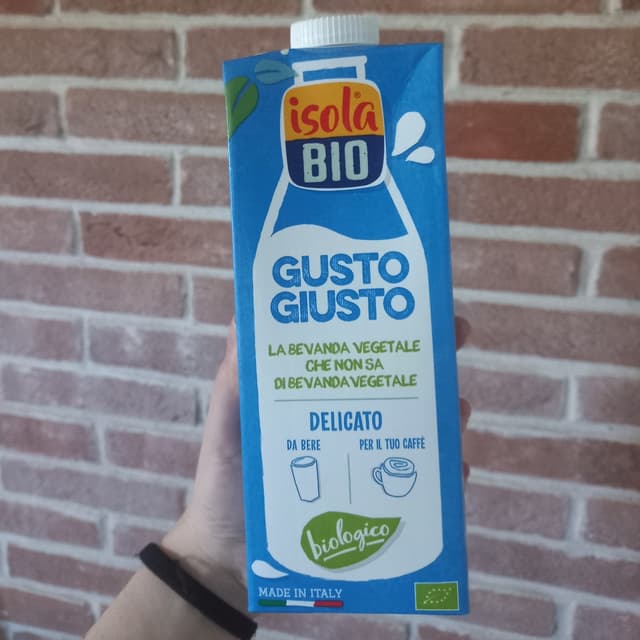 isola
BIO
GUSTO
GIUSTO
LA BEVANDA VEGETALE
CHE NON SA
DI BEVANDA VEGETALE
DELICATO
DA BERE
PER IL TUO CAFFÈ
biologico
MADE IN ITALY